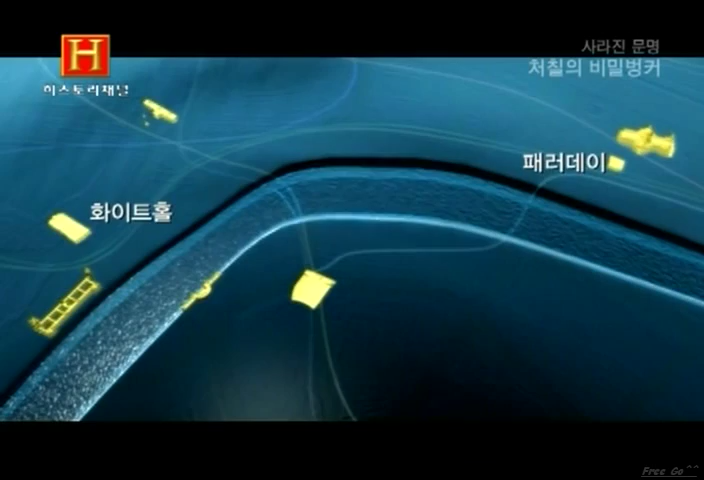 H
히스토리채널
사라진 문명
처칠의 비밀벙커
패러데이
화이트홀
Free Go^^